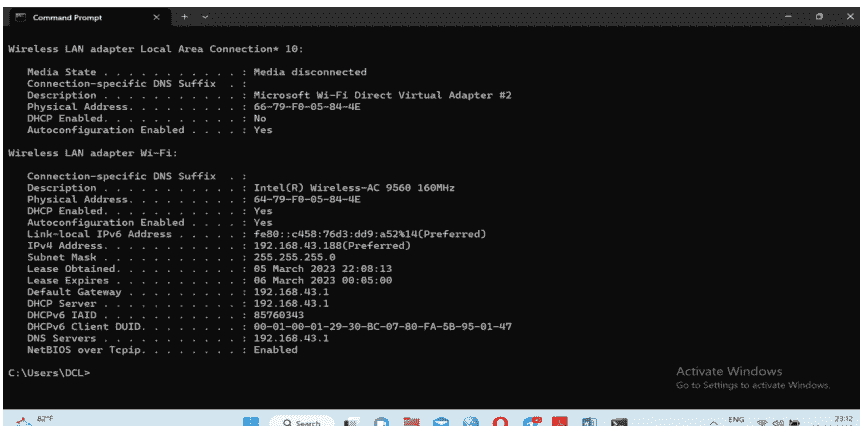 Command Prompt
Wireless LAN adapter Local Area Connection* 10:
Media State . . . . . . . . . . . : Media disconnected
Connection-specific DNS Suffix  . :
Description . . . . . . . . . . . : Microsoft Wi-Fi Direct Virtual Adapter #2
Physical Address. . . . . . . . . : 66-79-F0-05-84-4E
DHCP Enabled. . . . . . . . . . . : No
Autoconfiguration Enabled . . . . : Yes
Wireless LAN adapter Wi-Fi:
Connection-specific DNS Suffix  . :
Description . . . . . . . . . . . : Intel(R) Wireless-AC 9560 160MHz
Physical Address. . . . . . . . . : 64-79-F0-05-84-4E
DHCP Enabled. . . . . . . . . . . : Yes
Autoconfiguration Enabled . . . . : Yes
Link-local IPv6 Address . . . . . : fe80::c458:76d3:dd9:a52%14(Preferred)
IPv4 Address. . . . . . . . . . . : 192.168.43.188(Preferred)
Subnet Mask . . . . . . . . . . . : 255.255.255.0
Lease Obtained. . . . . . . . . . : 05 March 2023 22:08:13
Lease Expires . . . . . . . . . . : 06 March 2023 00:05:00
Default Gateway . . . . . . . . . : 192.168.43.1
DHCP Server . . . . . . . . . . . : 192.168.43.1
DHCPv6 IAID . . . . . . . . . . . : 85760343
DHCPv6 Client DUID. . . . . . . . : 00-01-00-01-29-30-BC-07-80-FA-5B-95-01-47
DNS Servers . . . . . . . . . . . : 192.168.43.1
NetBIOS over Tcpip. . . . . . . . : Enabled
C:\Users\DCL>
Activate Windows
Go to Settings to activate Windows.
82°F
Search
ENG
23:12